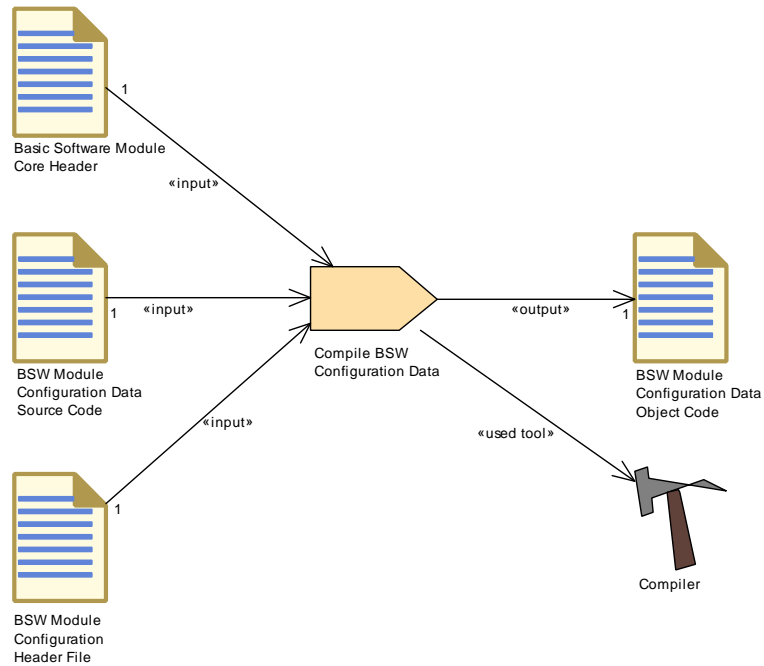 1
Basic Software Module
Core Header
«input»
1
«input»
BSW Module
Configuration Data
Source Code
Compile BSW
Configuration Data
«output»
1
BSW Module
Configuration Data
Object Code
«input»
«used tool»
1
BSW Module
Configuration
Header File
Compiler